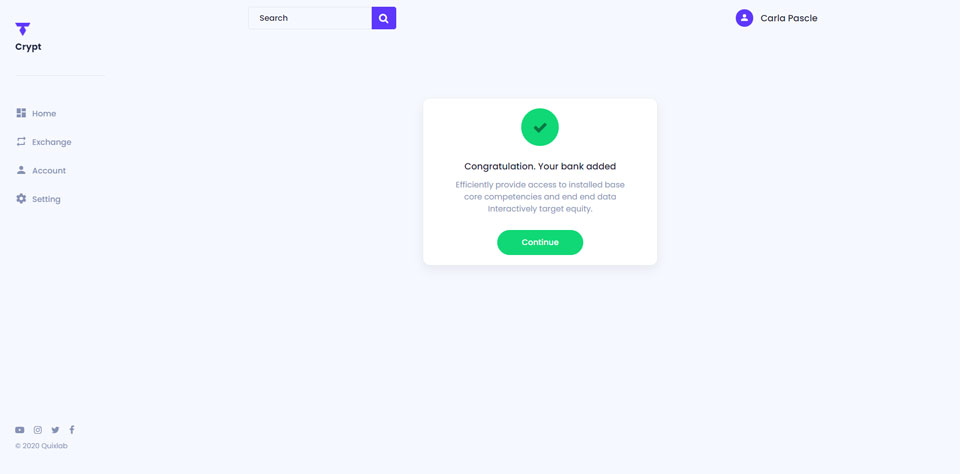 Search
Carla Pascle
Crypt
Home
Exchange
Account
Setting
Congratulation. Your bank added
Efficiently provide access to installed base
core competencies and end end data
interactively target equity.
Continue
© 2020 Quixlab